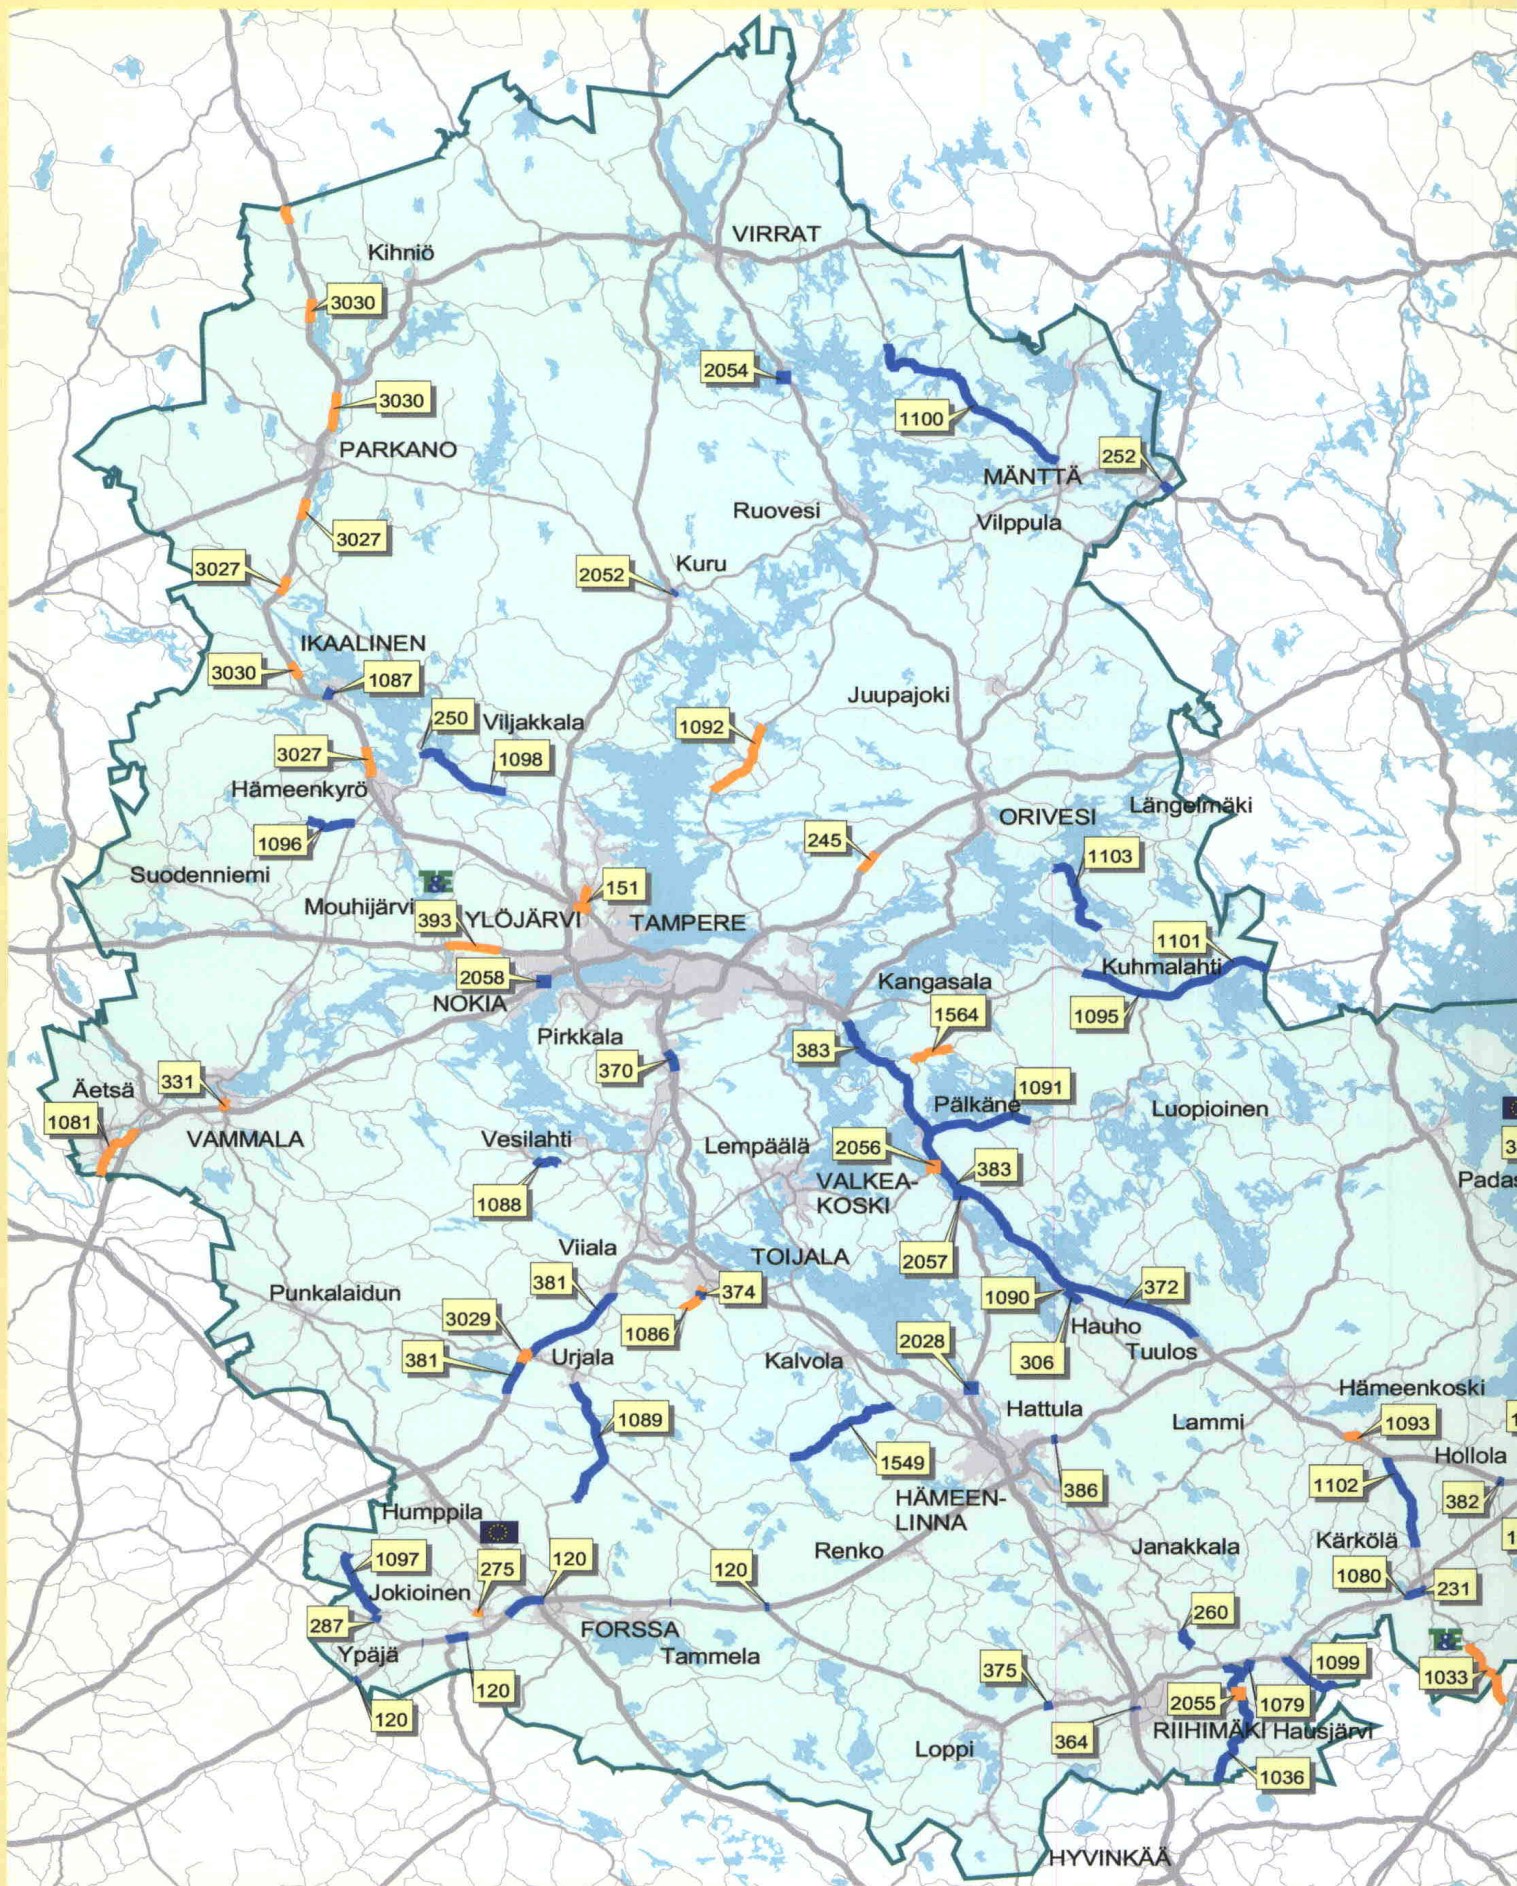 VIRRAT
Kihniö
3030
2054
3030
1100
PARKANO
252
MÄNTTÄ
Ruovesi
Vilppula
3027
3027
Kuru
2052
IKAALINEN
3030
1087
Juupajoki
250
Viljakkala
1092
3027
1098
Hämeenkyrö
Längelmäki
ORIVESI
1096
245
1103
Suodenniemi
T&E
151
Mouhijärvi
393
YLÖJÄRVI
TAMPERE
1101
Kuhmalahti
2058
Kangasala
NOKIA
1564
1095
Pirkkala
383
370
331
Äetsä
1091
Pälkäne
Luopioinen
1081
VAMMALA
Vesilahti
Lempäälä
2056
383
VALKEA-
KOSKI
1088
Viiala
TOIJALA
2057
381
Punkalaidun
374
1090
372
3029
1086
Hauho
381
Urjala
Kalvola
2028
306
Tuulos
Hämeenkoski
1089
Hattula
Lammi
1093
1549
Hollola
386
1102
382
HÄMEEN-
LINNA
Humppila
Renko
Janakkala
Kärkölä
1097
120
275
120
1080
231
Jokioinen
287
260
FORSSA
Ypäjä
Tammela
T&E
375
1099
1033
120
2055
1079
120
364
RIIHIMÄKI
Hausjärvi
Loppi
1036
HYVINKÄÄ